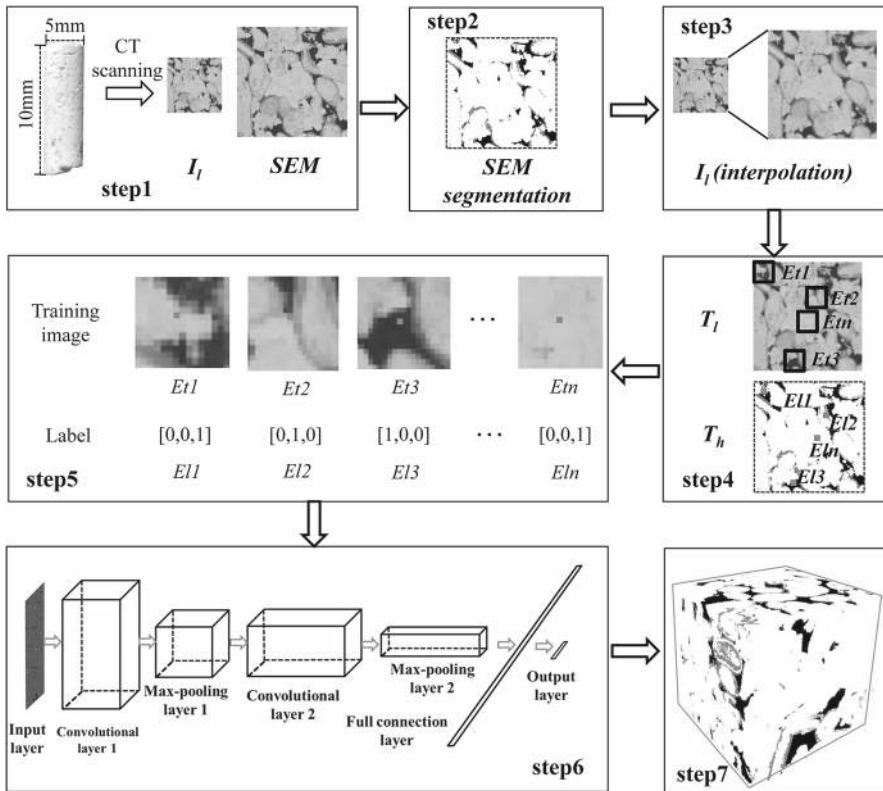 5mm
10mm
CT
scanning
I_l
SEM
step1
step2
SEM
segmentation
step3
I_l (interpolation)
T_l
Et1
Et2
Etn
Et3
T_h
El1
El2
Eln
El3
step4
Training
image
...
Et1
Et2
Et3
Etn
Label
[0,0,1]
[0,1,0]
[1,0,0]
...
[0,0,1]
step5
El1
El2
El3
Eln
Input
layer
Convolutional
layer 1
Max-pooling
layer 1
Convolutional
layer 2
Max-pooling
layer 2
Full connection
layer
Output
layer
step6
step7